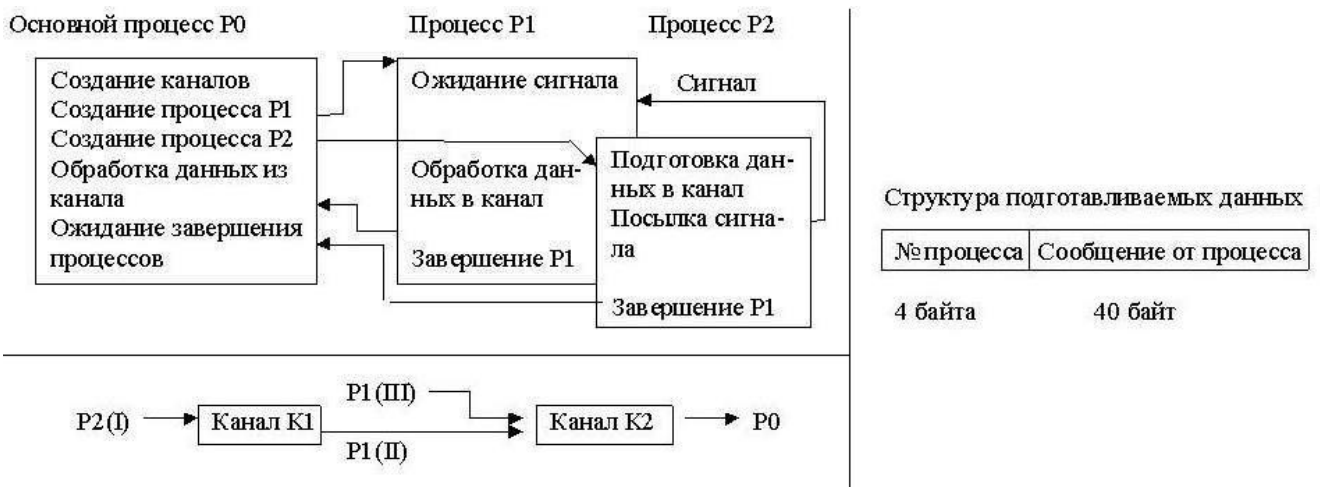 Основной процесс P0
Процесс P1
Процесс P2
Создание каналов
Создание процесса P1
Создание процесса P2
Обработка данных из
канала
Ожидание завершения
процессов
Ожидание сигнала
Обработка дан-
ных в канал
Завершение P1
Сигнал
Подготовка дан-
ных в канал
Посылка сигна-
ла
Завершение P1
Структура подготавливаемых данных
№процесса Сообщение от процесса
4 байта 40 байт
P1(III)
P2(I) Канал K1 Канал K2 P0
P1(II)